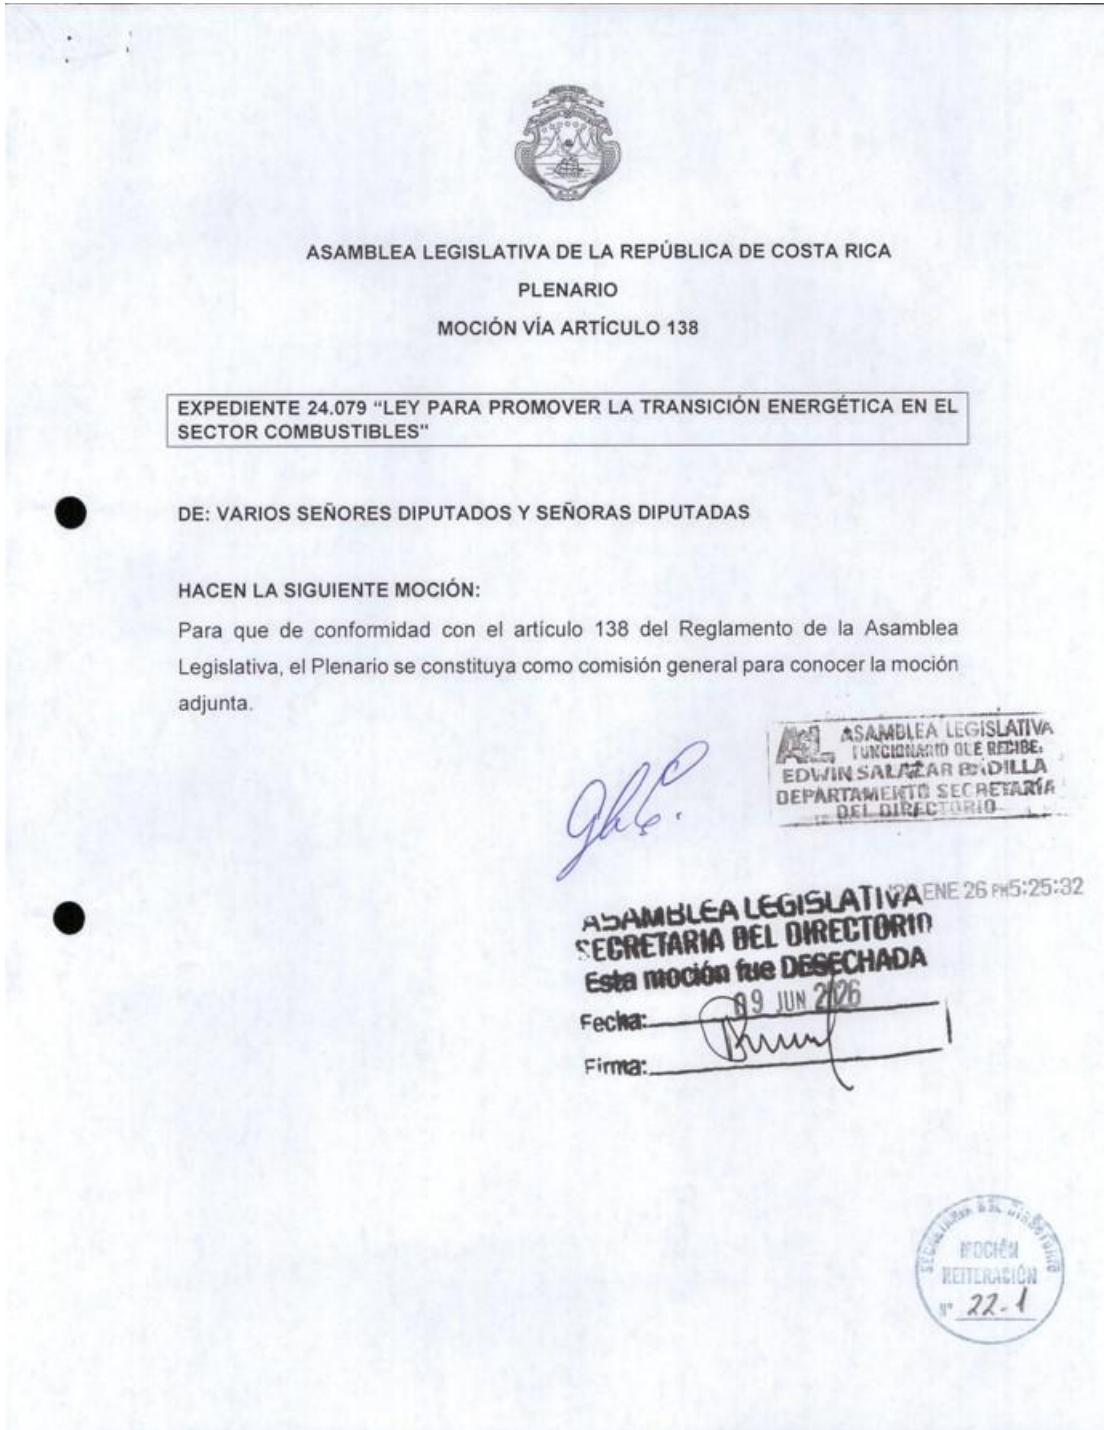 ASAMBLEA LEGISLATIVA DE LA REPÚBLICA DE COSTA RICA
PLENARIO
MOCIÓN VÍA ARTÍCULO 138
EXPEDIENTE 24.079 “LEY PARA PROMOVER LA TRANSICIÓN ENERGÉTICA EN EL
SECTOR COMBUSTIBLES“
DE: VARIOS SEÑORES DIPUTADOS Y SEÑORAS DIPUTADAS
HACEN LA SIGUIENTE MOCIÓN:
Para que de conformidad con el artículo 138 del Reglamento de la Asamblea
Legislativa, el Plenario se constituya como comisión general para conocer la moción
adjunta.
ASAMBLEA LEGISLATIVA
FUNCIONARIO QUE RECIBE:
EDWIN SALAZAR BADILLA
DEPARTAMENTO SECRETARÍA
DEL DIRECTORIO
ENE 26 PM5:25:32
ASAMBLEA LEGISLATIVA
SECRETARIA DEL DIRECTORIO
Esta moción fue DESECHADA
Fecha: 09 JUN 2026
Firma:
SECRETARIA DEL DIRECTORIO
MOCIÓN
REITERACIÓN
N° 22-1